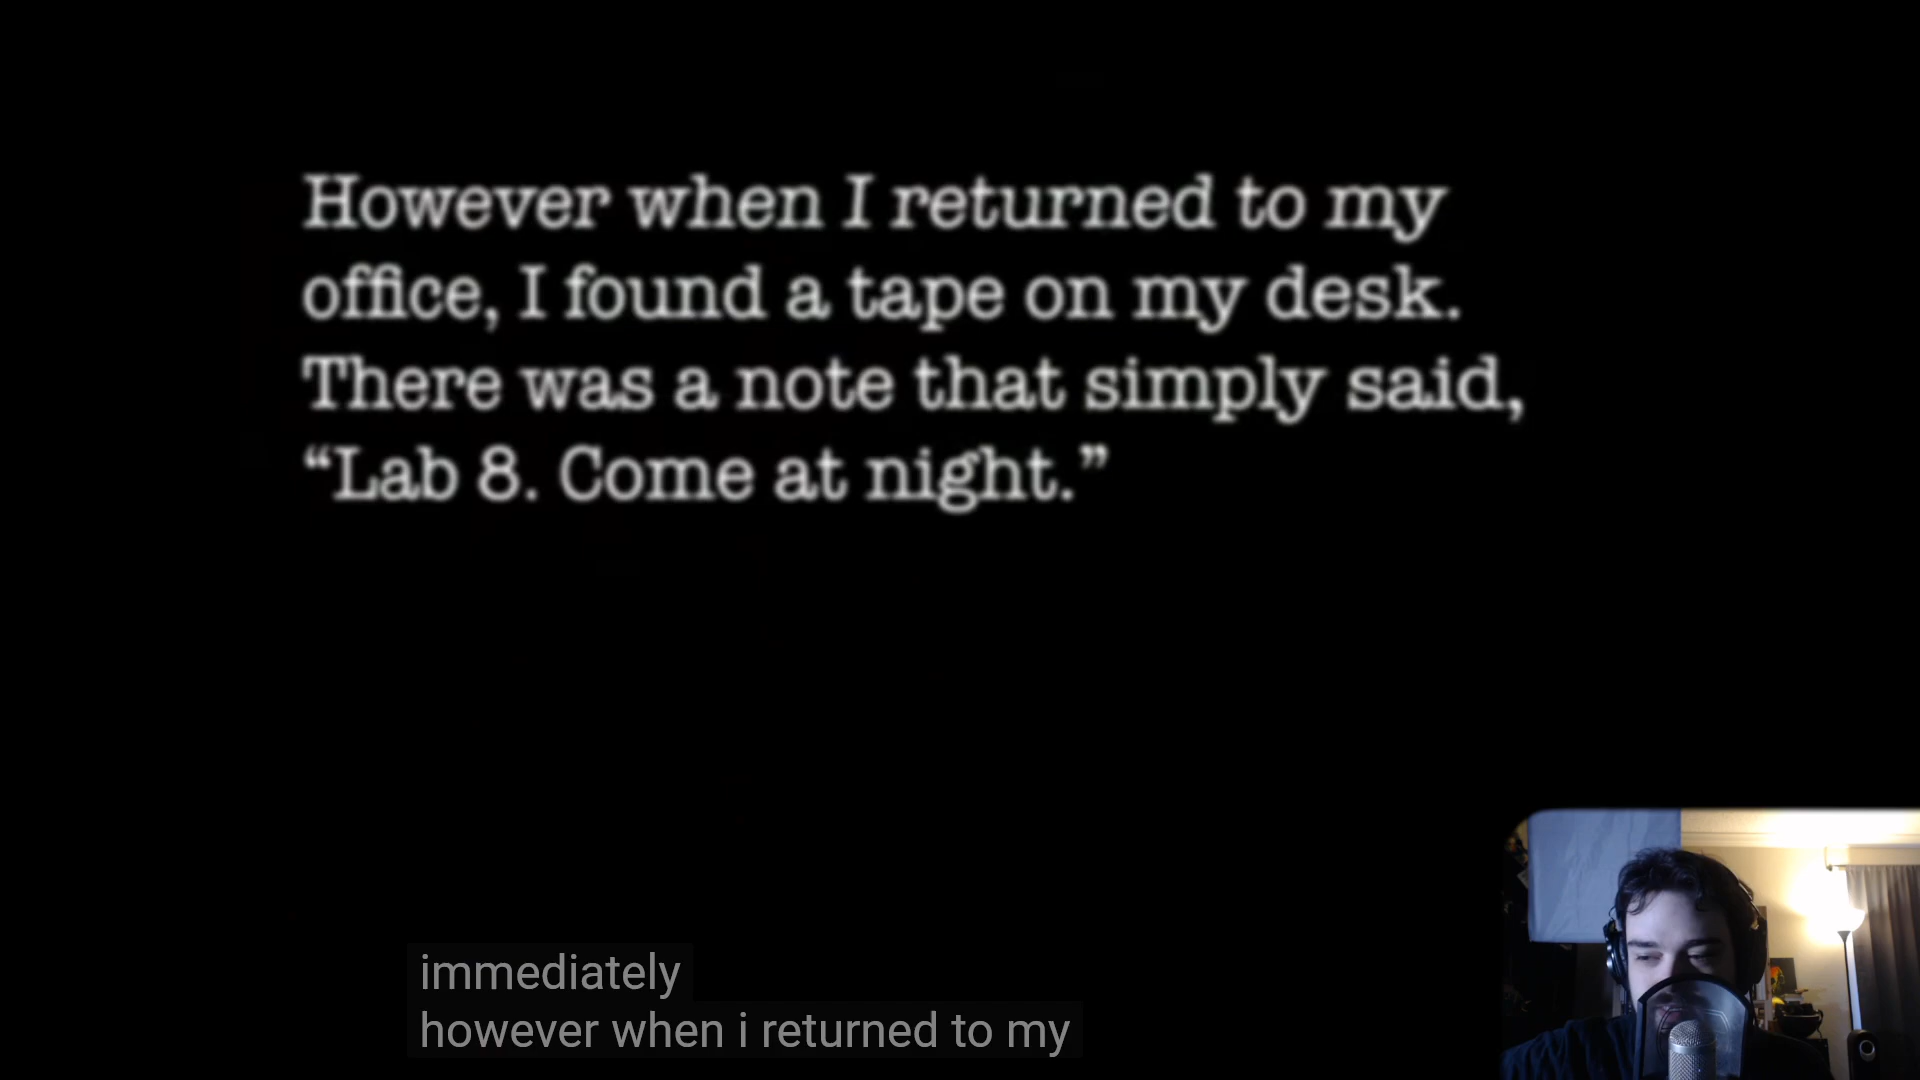 However when I returned to my
office, I found a tape on my desk.
There was a note that simply said,
“Lab 8. Come at night.”
immediately
however when i returned to my